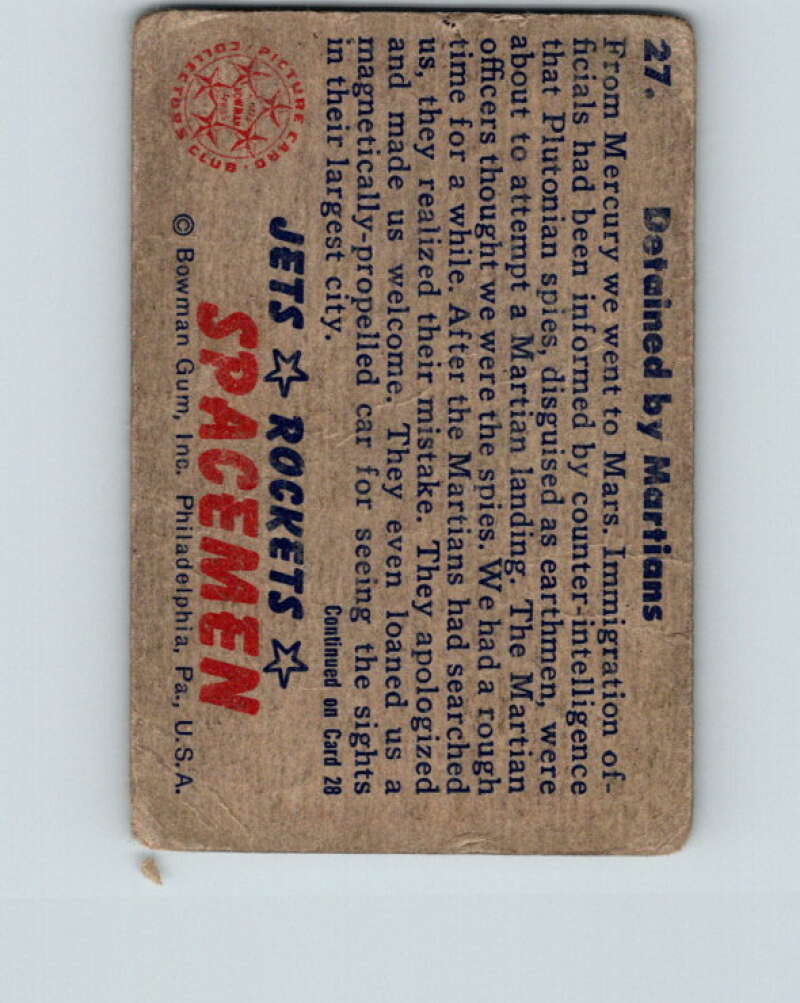 27. Detained by Martians
From Mercury we went to Mars. Immigration of-
ficials had been informed by counter-intelligence
that Plutonian spies, disguised as earthmen, were
about to attempt a Martian landing. The Martian
officers thought we were the spies. We had a rough
time for a while. After the Martians had searched
us, they realized their mistake. They apologized
and made us welcome. They even loaned us a
magnetically-propelled car for seeing the sights
in their largest city.
Continued on Card 28
JETS ☆ ROCKETS ☆
SPACEMEN
PICTURE CARD
COLLECTORS CLUB
BOWMAN
© Bowman Gum, Inc. Philadelphia, Pa., U.S.A.